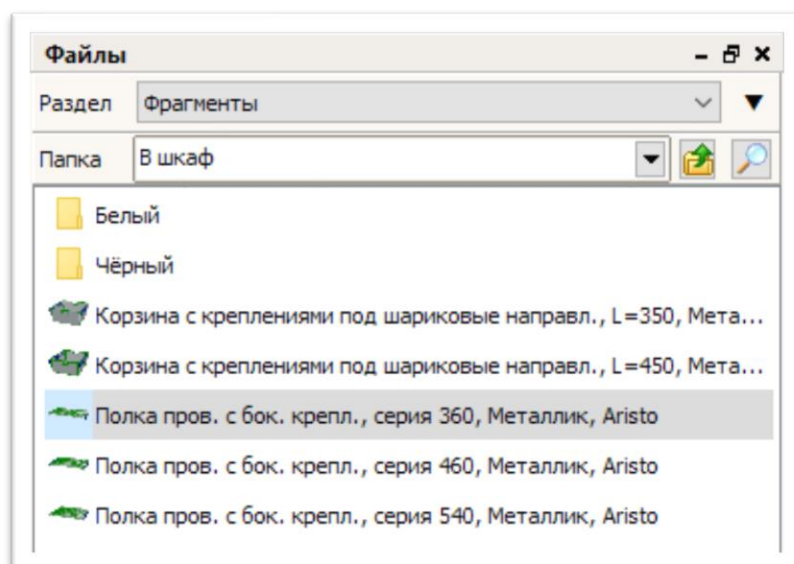 Файлы
Раздел Фрагменты
Папка В шкаф
Белый
Чёрный
Корзина с креплениями под шариковые направл., L=350, Мета...
Корзина с креплениями под шариковые направл., L=450, Мета...
Полка пров. с бок. крепл., серия 360, Металлик, Aristo
Полка пров. с бок. крепл., серия 460, Металлик, Aristo
Полка пров. с бок. крепл., серия 540, Металлик, Aristo